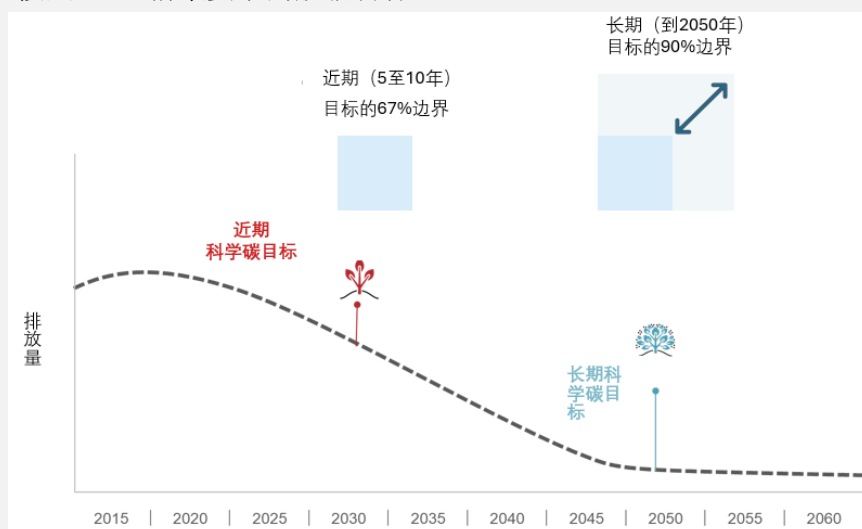 长期（到2050年）
目标的90%边界
近期（5至10年）
目标的67%边界
近期
科学碳目标
排
放
量
长期科
学碳目
标
2015 | 2020 | 2025 | 2030 | 2035 | 2040 | 2045 | 2050 | 2055 | 2060